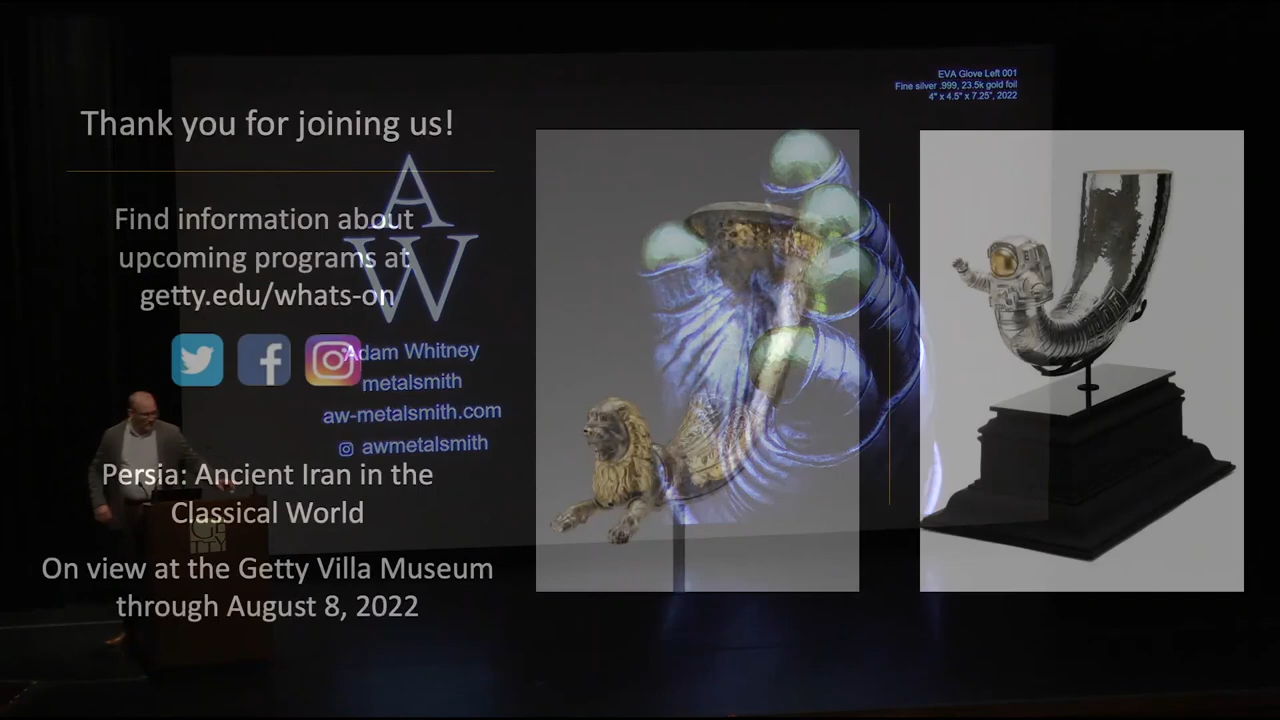 EVA Glove Left 001
Fine silver .999, 23.5k gold foil
4" x 4.5" x 7.25", 2022
Thank you for joining us!
A
W
Find information about
upcoming programs at
getty.edu/whats-on
Adam Whitney
metalsmith
aw-metalsmith.com
awmetalsmith
Persia: Ancient Iran in the
Classical World
GE
TTY
On view at the Getty Villa Museum
through August 8, 2022